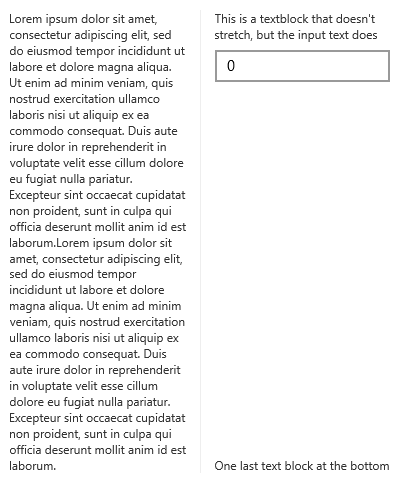 Lorem ipsum dolor sit amet,
consectetur adipiscing elit, sed
do eiusmod tempor incididunt ut
labore et dolore magna aliqua.
Ut enim ad minim veniam, quis
nostrud exercitation ullamco
laboris nisi ut aliquip ex ea
commodo consequat. Duis aute
irure dolor in reprehenderit in
voluptate velit esse cillum dolore
eu fugiat nulla pariatur.
Excepteur sint occaecat cupidatat
non proident, sunt in culpa qui
officia deserunt mollit anim id est
laborum.Lorem ipsum dolor sit
amet, consectetur adipiscing elit,
sed do eiusmod tempor
incididunt ut labore et dolore
magna aliqua. Ut enim ad minim
veniam, quis nostrud exercitation
ullamco laboris nisi ut aliquip ex
ea commodo consequat. Duis
aute irure dolor in reprehenderit
in voluptate velit esse cillum
dolore eu fugiat nulla pariatur.
Excepteur sint occaecat cupidatat
non proident, sunt in culpa qui
officia deserunt mollit anim id est
laborum.
This is a textblock that doesn't
stretch, but the input text does
0
One last text block at the bottom